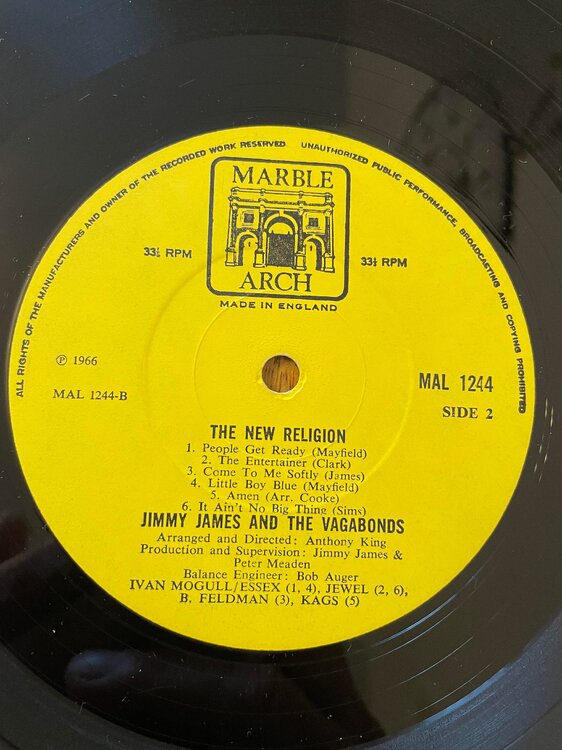 ALL RIGHTS OF THE MANUFACTURERS AND OWNER OF THE RECORDED WORK RESERVED. UNAUTHORIZED PUBLIC PERFORMANCE, BROADCASTING AND COPYING PROHIBITED
MARBLE
ARCH
33⅓ RPM
33⅓ RPM
MADE IN ENGLAND
Ⓟ 1966
MAL 1244-B
MAL 1244
SIDE 2
THE NEW RELIGION
1. People Get Ready (Mayfield)
2. The Entertainer (Clark)
3. Come To Me Softly (James)
4. Little Boy Blue (Mayfield)
5. Amen (Arr. Cooke)
6. It Ain't No Big Thing (Sims)
JIMMY JAMES AND THE VAGABONDS
Arranged and Directed: Anthony King
Production and Supervision: Jimmy James &
Peter Meaden
Balance Engineer: Bob Auger
IVAN MOGULL/ESSEX (1, 4), JEWEL (2, 6),
B. FELDMAN (3), KAGS (5)